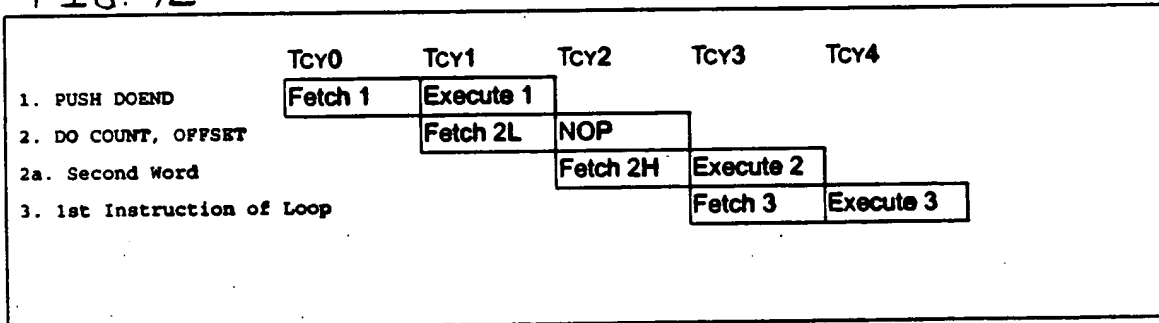 TCY0 TCY1 TCY2 TCY3 TCY4
1. PUSH DOEND Fetch 1 Execute 1
2. DO COUNT, OFFSET Fetch 2L NOP
2a. Second Word Fetch 2H Execute 2
3. 1st Instruction of Loop Fetch 3 Execute 3